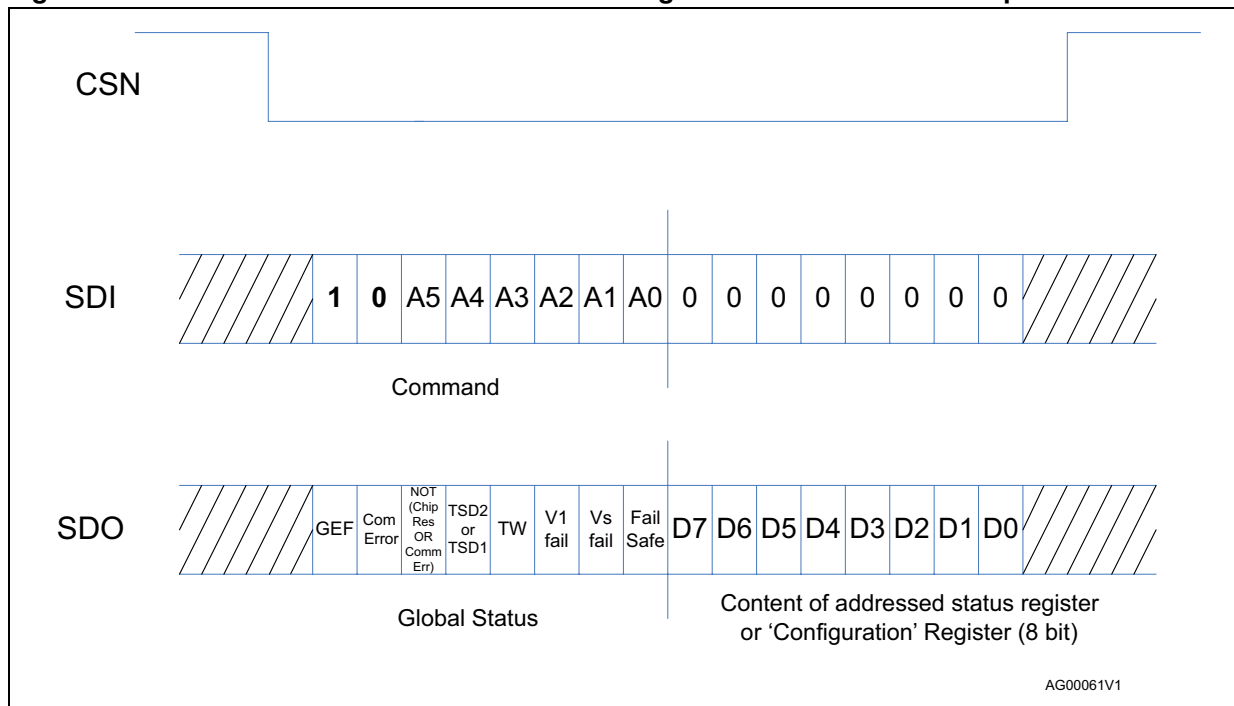 CSN
SDI
1 0 A5 A4 A3 A2 A1 A0 0 0 0 0 0 0 0 0
Command
SDO
GEF
Com
Error
NOT
(Chip
Res
OR
Comm
Err)
TSD2
or
TSD1
TW
V1
fail
Vs
fail
Fail
Safe
D7 D6 D5 D4 D3 D2 D1 D0
Global Status
Content of addressed status register
or ‘Configuration’ Register (8 bit)
AG00061V1